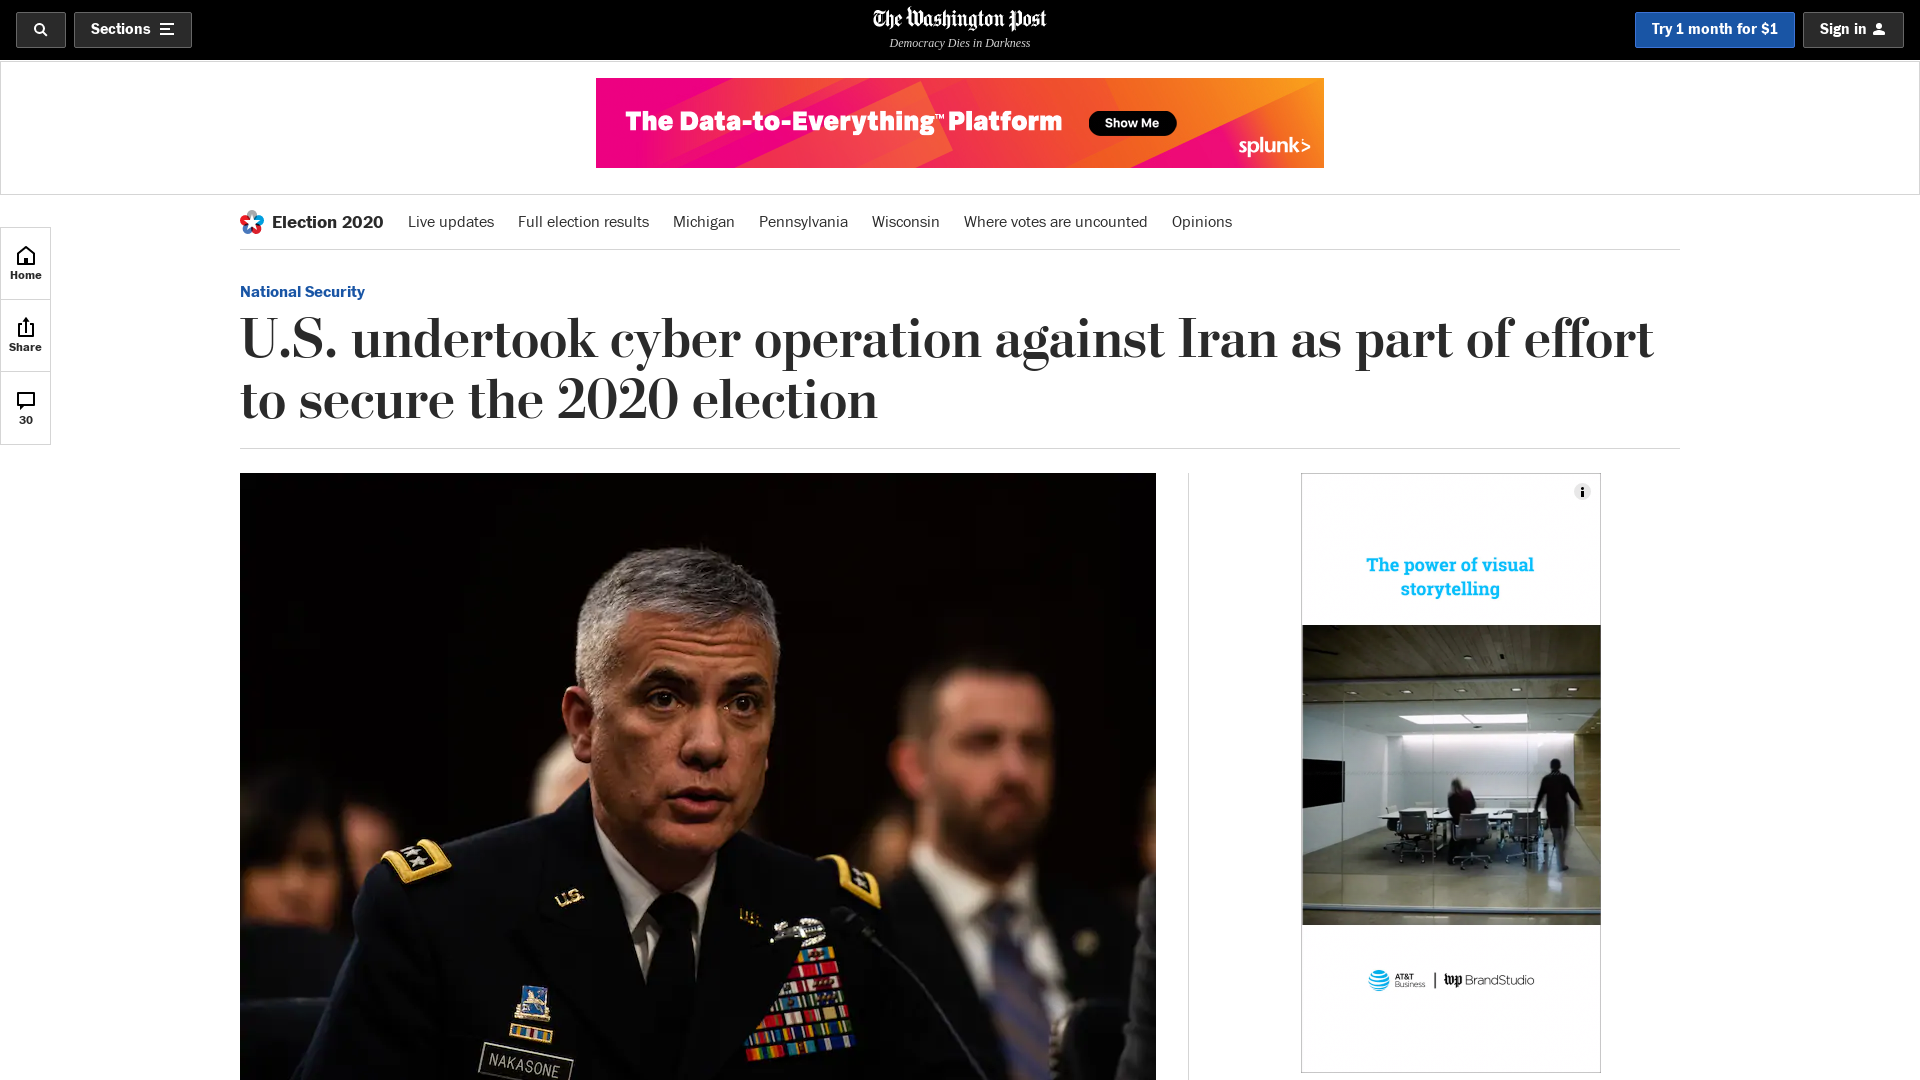 Sections
The Washington Post
Democracy Dies in Darkness
Try 1 month for $1
Sign in
The Data-to-Everything™ Platform
Show Me
splunk>
Election 2020
Live updates
Full election results
Michigan
Pennsylvania
Wisconsin
Where votes are uncounted
Opinions
Home
Share
30
National Security
U.S. undertook cyber operation against Iran as part of effort
to secure the 2020 election
U.S.
U.S.
NAKASONE
The power of visual
storytelling
AT&T
Business
wp BrandStudio